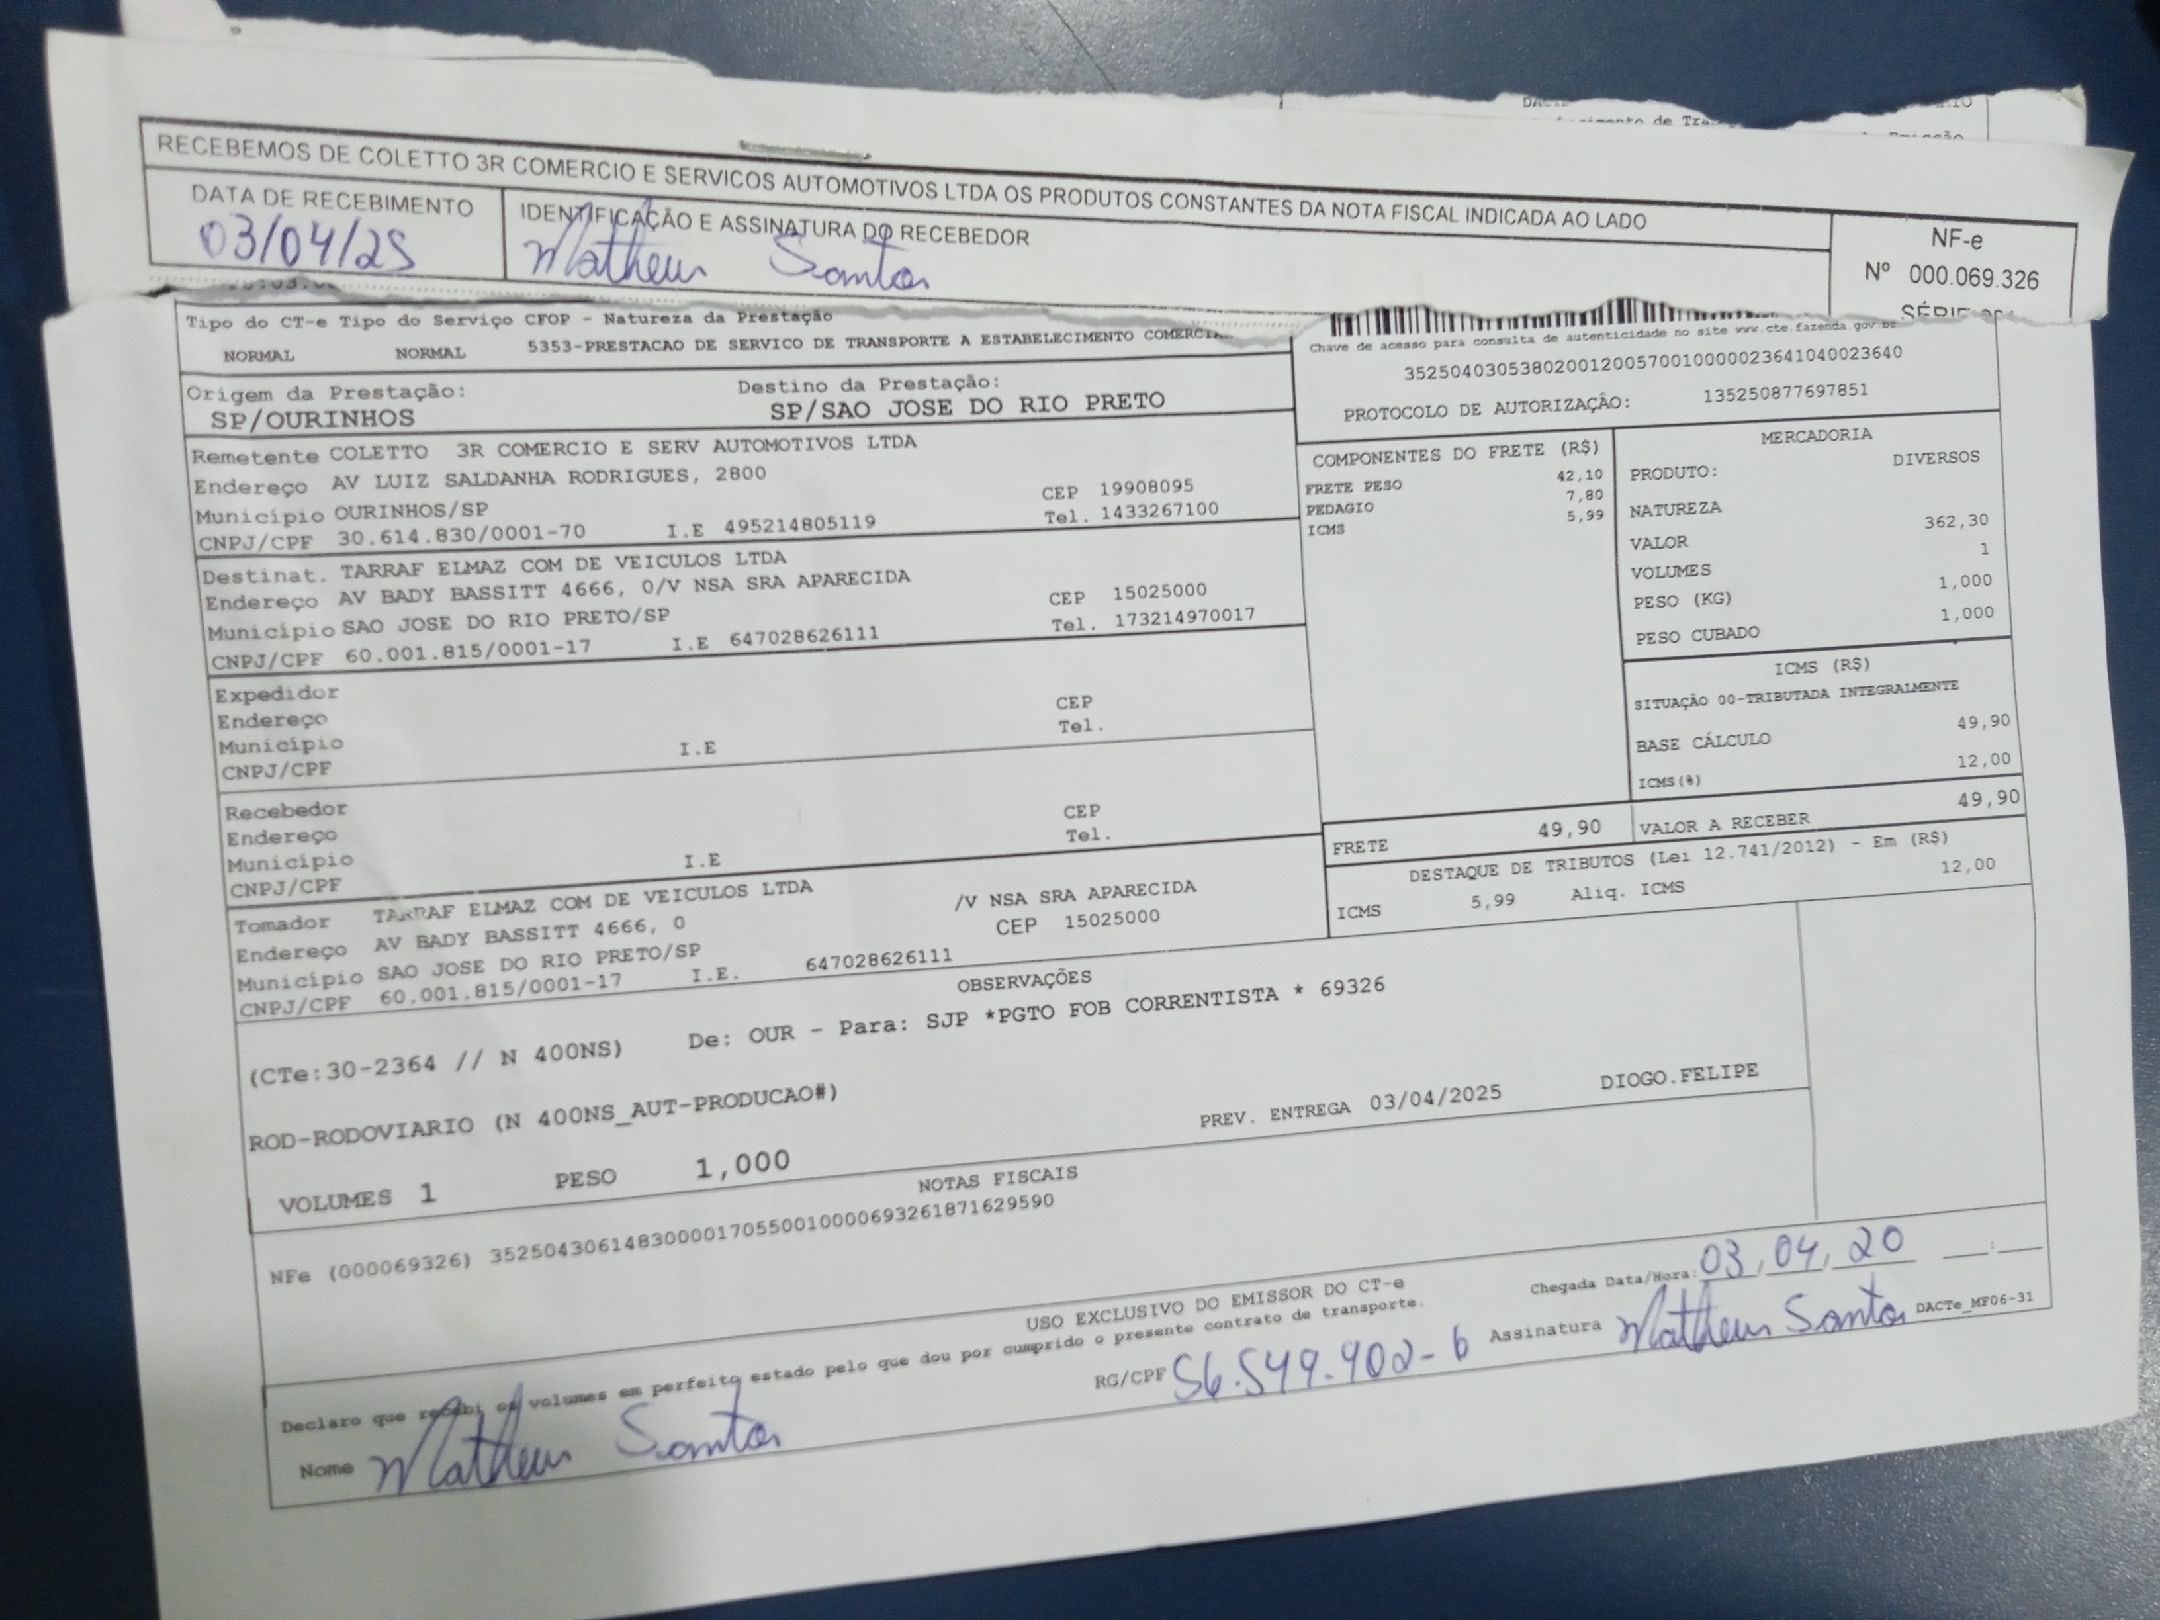 RECEBEMOS DE COLETTO 3R COMERCIO E SERVICOS AUTOMOTIVOS LTDA OS PRODUTOS CONSTANTES DA NOTA FISCAL INDICADA AO LADO
DATA DE RECEBIMENTO
03/04/25
IDENTIFICAÇÃO E ASSINATURA DO RECEBEDOR
Matheus Santos
NF-e
Nº 000.069.326
SÉRIE
Tipo do CT-e Tipo do Serviço CFOP - Natureza da Prestação
NORMAL NORMAL 5353-PRESTACAO DE SERVICO DE TRANSPORTE A ESTABELECIMENTO
Chave de acesso para consulta de autenticidade no site www.cte.fazenda.gov.br
35250403053802001200570010000023641040023640
PROTOCOLO DE AUTORIZAÇÃO: 135250877697851
Origem da Prestação: Destino da Prestação:
SP/OURINHOS SP/SAO JOSE DO RIO PRETO
Remetente COLETTO 3R COMERCIO E SERV AUTOMOTIVOS LTDA
Endereço AV LUIZ SALDANHA RODRIGUES, 2800
Município OURINHOS/SP CEP 19908095
CNPJ/CPF 30.614.830/0001-70 I.E 495214805119 Tel. 1433267100
Destinat. TARRAF ELMAZ COM DE VEICULOS LTDA
Endereço AV BADY BASSITT 4666, 0/V NSA SRA APARECIDA
Município SAO JOSE DO RIO PRETO/SP CEP 15025000
CNPJ/CPF 60.001.815/0001-17 I.E 647028626111 Tel. 173214970017
Expedidor
Endereço CEP
Município I.E Tel.
CNPJ/CPF
Recebedor
Endereço CEP
Município I.E Tel.
CNPJ/CPF
Tomador TARRAF ELMAZ COM DE VEICULOS LTDA
Endereço AV BADY BASSITT 4666, 0 /V NSA SRA APARECIDA
Município SAO JOSE DO RIO PRETO/SP CEP 15025000
CNPJ/CPF 60.001.815/0001-17 I.E. 647028626111
COMPONENTES DO FRETE (R$)
FRETE PESO 42,10
PEDAGIO 7,80
ICMS 5,99
MERCADORIA
PRODUTO: DIVERSOS
NATUREZA
VALOR 362,30
VOLUMES 1
PESO (KG) 1,000
PESO CUBADO 1,000
ICMS (R$)
SITUAÇÃO 00-TRIBUTADA INTEGRALMENTE
BASE CÁLCULO 49,90
ICMS(%) 12,00
FRETE 49,90 VALOR A RECEBER 49,90
DESTAQUE DE TRIBUTOS (Lei 12.741/2012) - Em (R$)
ICMS 5,99 Aliq. ICMS 12,00
OBSERVAÇÕES
(CTe:30-2364 // N 400NS) De: OUR - Para: SJP *PGTO FOB CORRENTISTA * 69326
ROD-RODOVIARIO (N 400NS_AUT-PRODUCAO#)
PREV. ENTREGA 03/04/2025 DIOGO.FELIPE
VOLUMES 1 PESO 1,000
NOTAS FISCAIS
NFe (000069326) 35250430614830000170550010000693261871629590
USO EXCLUSIVO DO EMISSOR DO CT-e
Chegada Data/Hora: 03,04,20 __:__
Declaro que recebi os volumes em perfeito estado pelo que dou por cumprido o presente contrato de transporte.
Nome Matheus Santos RG/CPF 56.549.402-6 Assinatura Matheus Santos DACTe_MF06-31